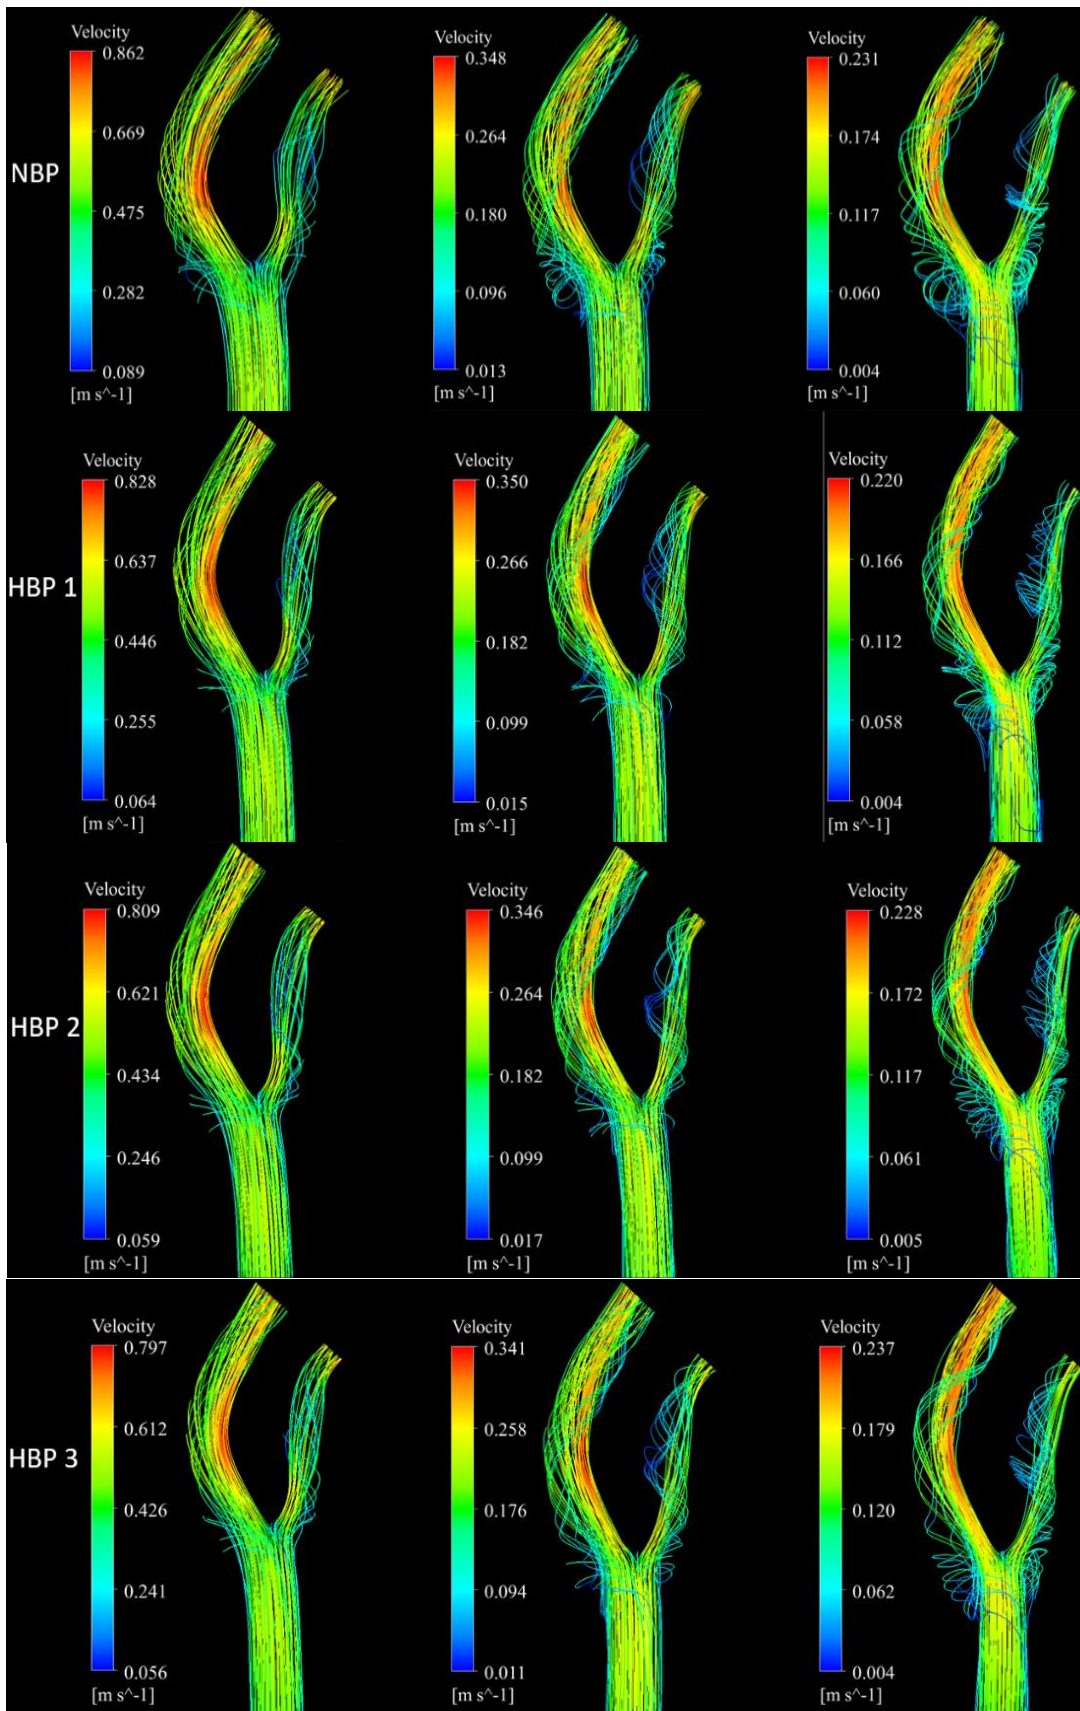 NBP
Velocity
0.862
0.669
0.475
0.282
0.089
[m s^-1]
Velocity
0.348
0.264
0.180
0.096
0.013
[m s^-1]
Velocity
0.231
0.174
0.117
0.060
0.004
[m s^-1]
HBP 1
Velocity
0.828
0.637
0.446
0.255
0.064
[m s^-1]
Velocity
0.350
0.266
0.182
0.099
0.015
[m s^-1]
Velocity
0.220
0.166
0.112
0.058
0.004
[m s^-1]
HBP 2
Velocity
0.809
0.621
0.434
0.246
0.059
[m s^-1]
Velocity
0.346
0.264
0.182
0.099
0.017
[m s^-1]
Velocity
0.228
0.172
0.117
0.061
0.005
[m s^-1]
HBP 3
Velocity
0.797
0.612
0.426
0.241
0.056
[m s^-1]
Velocity
0.341
0.258
0.176
0.094
0.011
[m s^-1]
Velocity
0.237
0.179
0.120
0.062
0.004
[m s^-1]